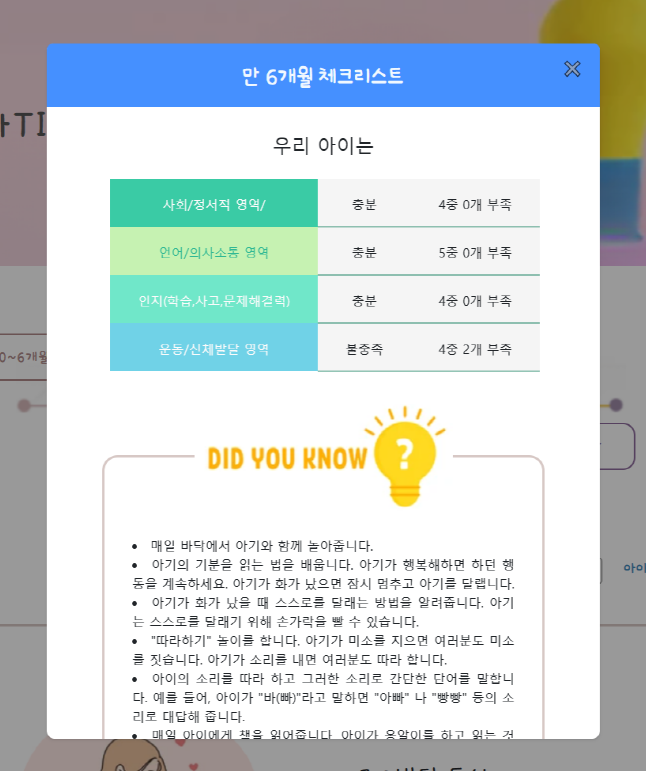 만 6개월 체크리스트
우리 아이는
사회/정서적 영역/ 충분 4중 0개 부족
언어/의사소통 영역 충분 5중 0개 부족
인지(학습,사고,문제해결력) 충분 4중 0개 부족
운동/신체발달 영역 불충족 4중 2개 부족
0~6개월
DID YOU KNOW ?
• 매일 바닥에서 아기와 함께 놀아줍니다.
• 아기의 기분을 읽는 법을 배웁니다. 아기가 행복해하면 하던 행
동을 계속하세요. 아기가 화가 났으면 잠시 멈추고 아기를 달랩니다.
• 아기가 화가 났을 때 스스로를 달래는 방법을 알려줍니다. 아기
는 스스로를 달래기 위해 손가락을 빨 수 있습니다.
• "따라하기" 놀이를 합니다. 아기가 미소를 지으면 여러분도 미소
를 짓습니다. 아기가 소리를 내면 여러분도 따라 합니다.
• 아이의 소리를 따라 하고 그러한 소리로 간단한 단어를 말합니
다. 예를 들어, 아이가 "바(빠)"라고 말하면 "아빠" 나 "빵빵" 등의 소
리로 대답해 줍니다.
• 매일 아이에게 책을 읽어줍니다. 아이가 옹알이를 하고 읽는 것